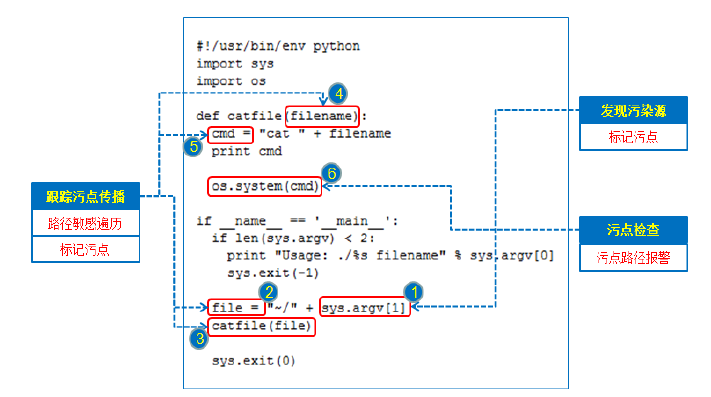 #!/usr/bin/env python
import sys
import os
4
def catfile(filename):
cmd = "cat " + filename
5
print cmd
6
os.system(cmd)
if __name__ == '__main__':
if len(sys.argv) < 2:
print "Usage: ./%s filename" % sys.argv[0]
sys.exit(-1)
2
1
file = "~/" + sys.argv[1]
catfile(file)
3
sys.exit(0)
跟踪污点传播
路径敏感遍历
标记污点
发现污染源
标记污点
污点检查
污点路径报警